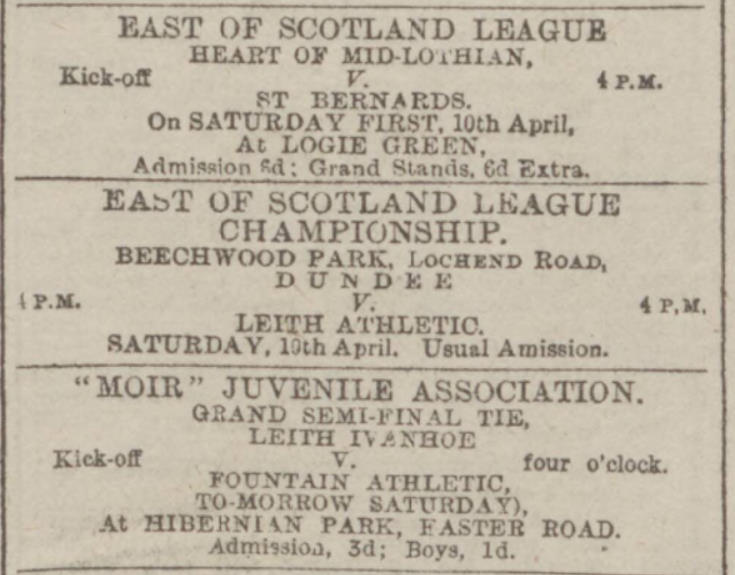 EAST OF SCOTLAND LEAGUE
HEART OF MID-LOTHIAN,
Kick-off V. 4 P.M.
ST BERNARDS.
On SATURDAY FIRST, 10th April,
At LOGIE GREEN,
Admission 6d; Grand Stands, 6d Extra.
EAST OF SCOTLAND LEAGUE
CHAMPIONSHIP.
BEECHWOOD PARK, LOCHEND ROAD,
DUNDEE
4 P.M. V. 4 P.M.
LEITH ATHLETIC.
SATURDAY, 10th April. Usual Amission.
"MOIR" JUVENILE ASSOCIATION.
GRAND SEMI-FINAL TIE,
LEITH IVANHOE
Kick-off V. four o'clock.
FOUNTAIN ATHLETIC,
TO-MORROW SATURDAY),
At HIBERNIAN PARK, EASTER ROAD.
Admission, 3d; Boys, 1d.